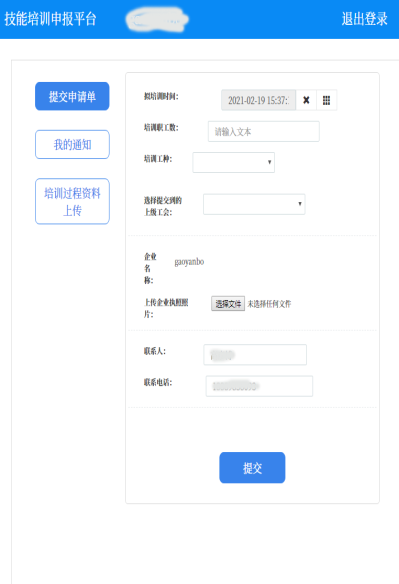 技能培训申报平台
退出登录
提交申请单
我的通知
培训过程资料
上传
拟培训时间：
2021-02-19 15:37:
培训职工数：
请输入文本
培训工种：
选择提交到的
上级工会：
企业
名
称：
gaoyanbo
上传企业执照照
片：
选择文件 未选择任何文件
联系人：
联系电话：
提交